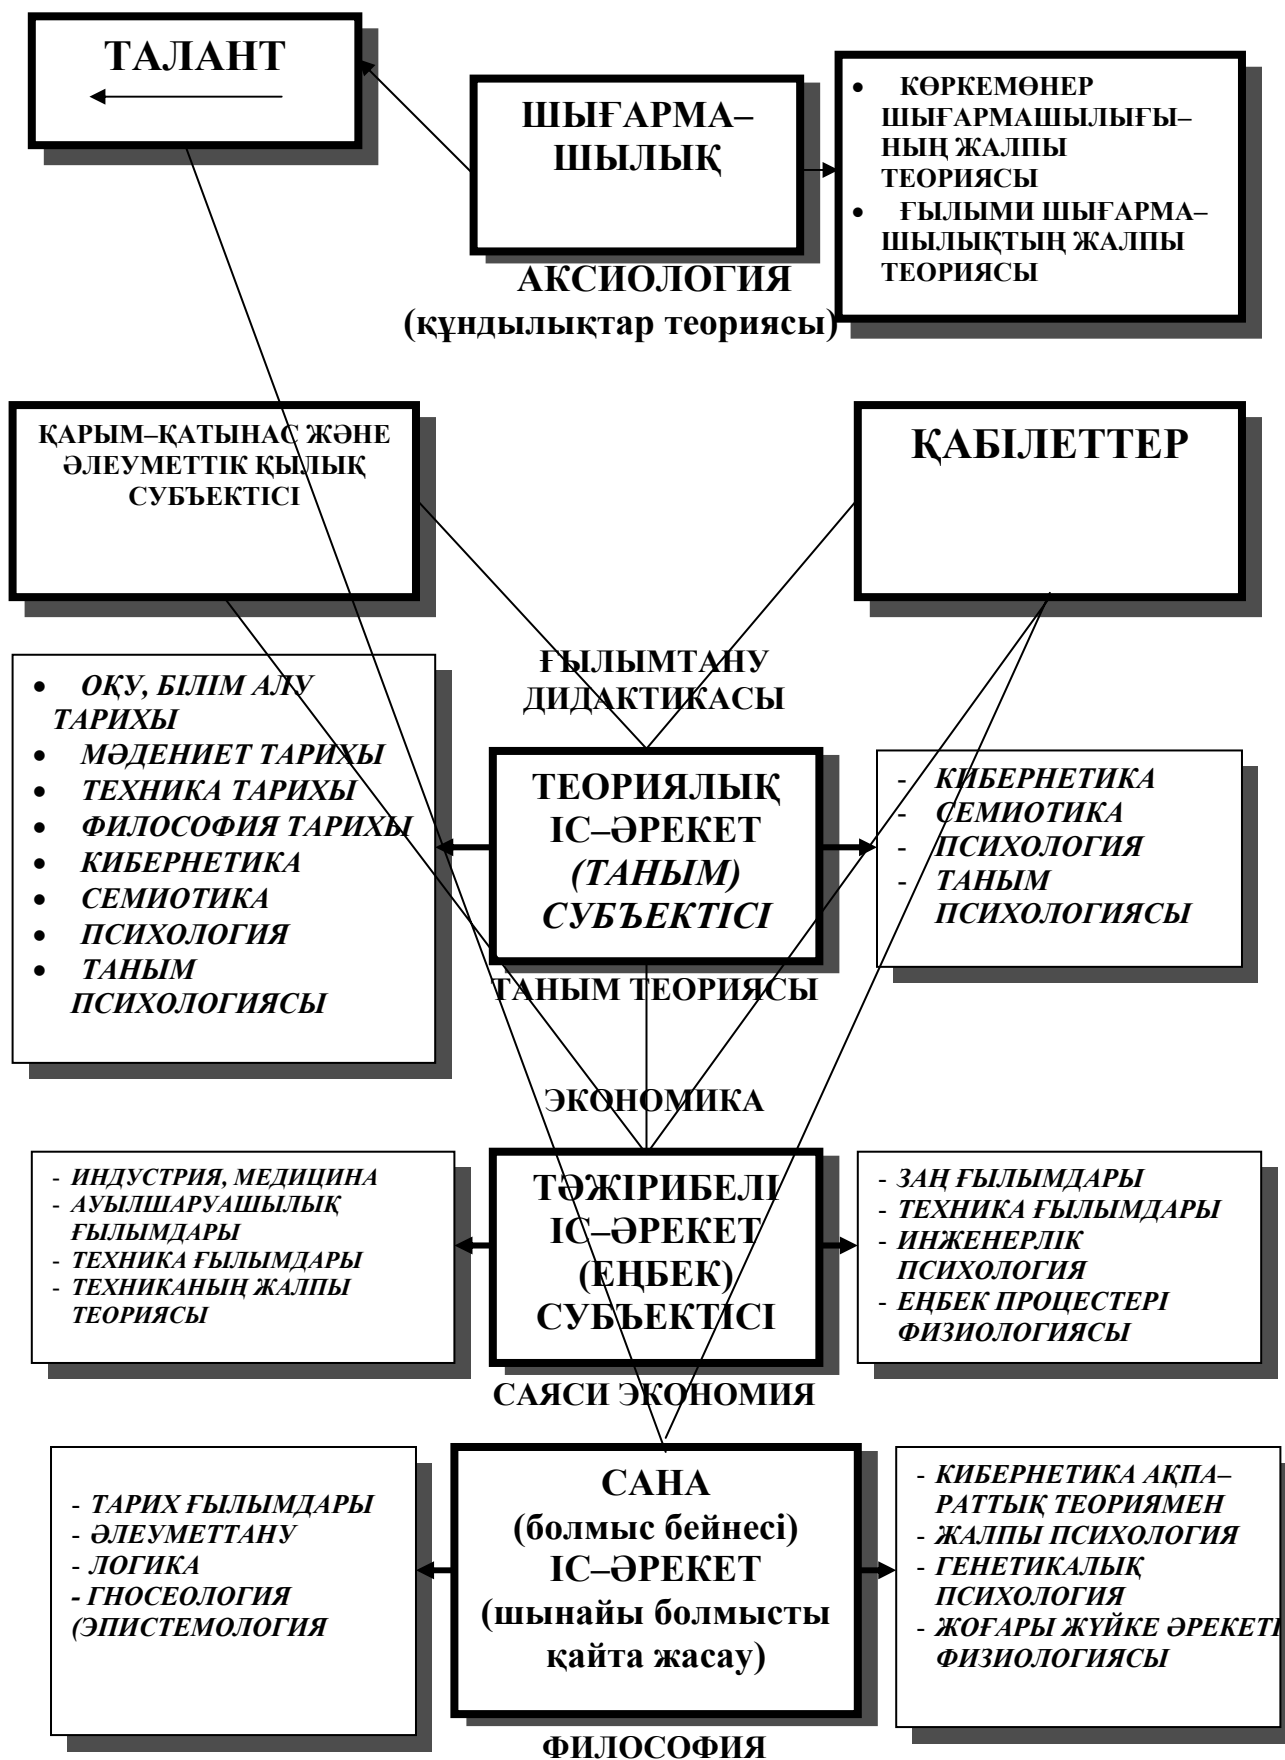 ТАЛАНТ
ШЫҒАРМА–
ШЫЛЫҚ
• КӨРКЕМӨНЕР
ШЫҒАРМАШЫЛЫҒЫ–
НЫҢ ЖАЛПЫ
ТЕОРИЯСЫ
• ҒЫЛЫМИ ШЫҒАРМА–
ШЫЛЫҚТЫҢ ЖАЛПЫ
ТЕОРИЯСЫ
АКСИОЛОГИЯ
(құндылықтар теориясы)
ҚАРЫМ–ҚАТЫНАС ЖӘНЕ
ӘЛЕУМЕТТІК ҚЫЛЫҚ
СУБЪЕКТІСІ
ҚАБІЛЕТТЕР
ҒЫЛЫМТАНУ
ДИДАКТИКАСЫ
• ОҚУ, БІЛІМ АЛУ
ТАРИХЫ
• МӘДЕНИЕТ ТАРИХЫ
• ТЕХНИКА ТАРИХЫ
• ФИЛОСОФИЯ ТАРИХЫ
• КИБЕРНЕТИКА
• СЕМИОТИКА
• ПСИХОЛОГИЯ
• ТАНЫМ
ПСИХОЛОГИЯСЫ
ТЕОРИЯЛЫҚ
ІС–ӘРЕКЕТ
(ТАНЫМ)
СУБЪЕКТІСІ
- КИБЕРНЕТИКА
- СЕМИОТИКА
- ПСИХОЛОГИЯ
- ТАНЫМ
ПСИХОЛОГИЯСЫ
ТАНЫМ ТЕОРИЯСЫ
ЭКОНОМИКА
- ИНДУСТРИЯ, МЕДИЦИНА
- АУЫЛШАРУАШЫЛЫҚ
ҒЫЛЫМДАРЫ
- ТЕХНИКА ҒЫЛЫМДАРЫ
- ТЕХНИКАНЫҢ ЖАЛПЫ
ТЕОРИЯСЫ
ТӘЖІРИБЕЛІ
ІС–ӘРЕКЕТ
(ЕҢБЕК)
СУБЪЕКТІСІ
- ЗАҢ ҒЫЛЫМДАРЫ
- ТЕХНИКА ҒЫЛЫМДАРЫ
- ИНЖЕНЕРЛІК
ПСИХОЛОГИЯ
- ЕҢБЕК ПРОЦЕСТЕРІ
ФИЗИОЛОГИЯСЫ
САЯСИ ЭКОНОМИЯ
- ТАРИХ ҒЫЛЫМДАРЫ
- ӘЛЕУМЕТТАНУ
- ЛОГИКА
- ГНОСЕОЛОГИЯ
(ЭПИСТЕМОЛОГИЯ
САНА
(болмыс бейнесі)
ІС–ӘРЕКЕТ
(шынайы болмысты
қайта жасау)
- КИБЕРНЕТИКА АҚПА–
РАТТЫҚ ТЕОРИЯМЕН
- ЖАЛПЫ ПСИХОЛОГИЯ
- ГЕНЕТИКАЛЫҚ
ПСИХОЛОГИЯ
- ЖОҒАРЫ ЖҮЙКЕ ӘРЕКЕТІ
ФИЗИОЛОГИЯСЫ
ФИЛОСОФИЯ